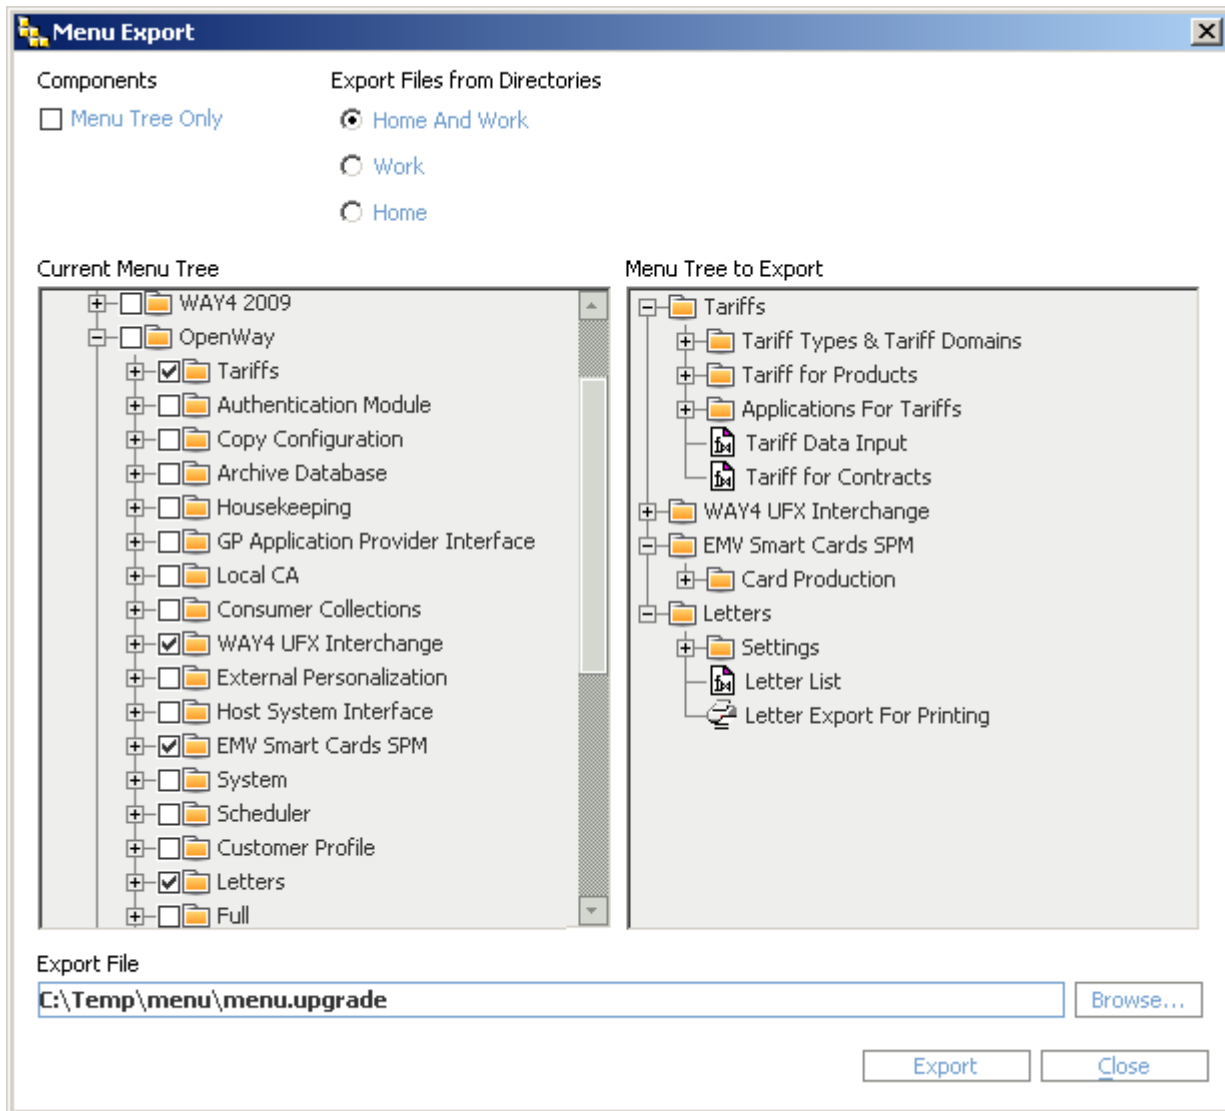 Menu Export
Components
Export Files from Directories
Menu Tree Only
Home And Work
Work
Home
Current Menu Tree
WAY4 2009
OpenWay
Tariffs
Authentication Module
Copy Configuration
Archive Database
Housekeeping
GP Application Provider Interface
Local CA
Consumer Collections
WAY4 UFX Interchange
External Personalization
Host System Interface
EMV Smart Cards SPM
System
Scheduler
Customer Profile
Letters
Full
Menu Tree to Export
Tariffs
Tariff Types & Tariff Domains
Tariff for Products
Applications For Tariffs
Tariff Data Input
Tariff for Contracts
WAY4 UFX Interchange
EMV Smart Cards SPM
Card Production
Letters
Settings
Letter List
Letter Export For Printing
Export File
C:\Temp\menu\menu.upgrade
Browse...
Export
Close